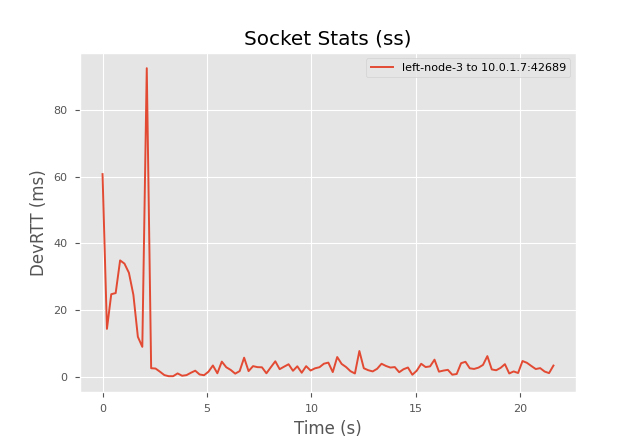 Socket Stats (ss)
left-node-3 to 10.0.1.7:42689
DevRTT (ms)
80
60
40
20
0
0 5 10 15 20
Time (s)